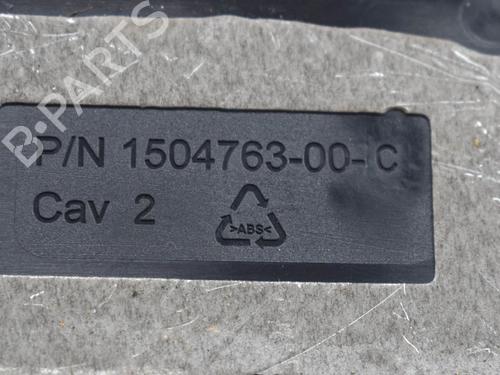 B-PARTS
P/N 1504763-00-C
Cav 2
>ABS<